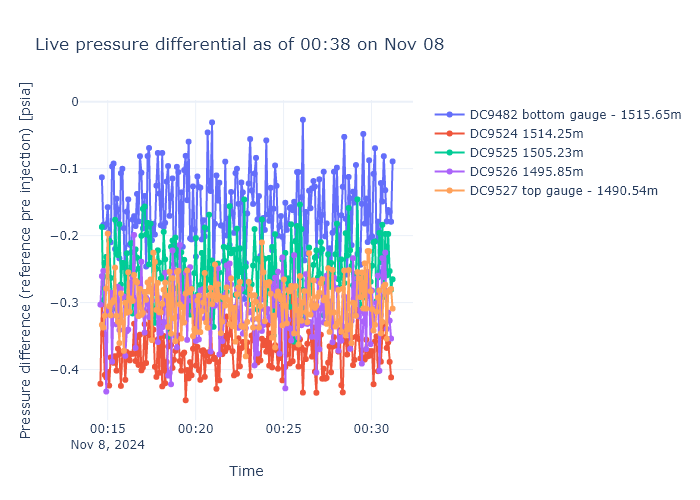 Live pressure differential as of 00:38 on Nov 08
Pressure difference (reference pre injection) [psia]
0
−0.1
−0.2
−0.3
−0.4
00:15
Nov 8, 2024
00:20
00:25
00:30
Time
DC9482 bottom gauge - 1515.65m
DC9524 1514.25m
DC9525 1505.23m
DC9526 1495.85m
DC9527 top gauge - 1490.54m